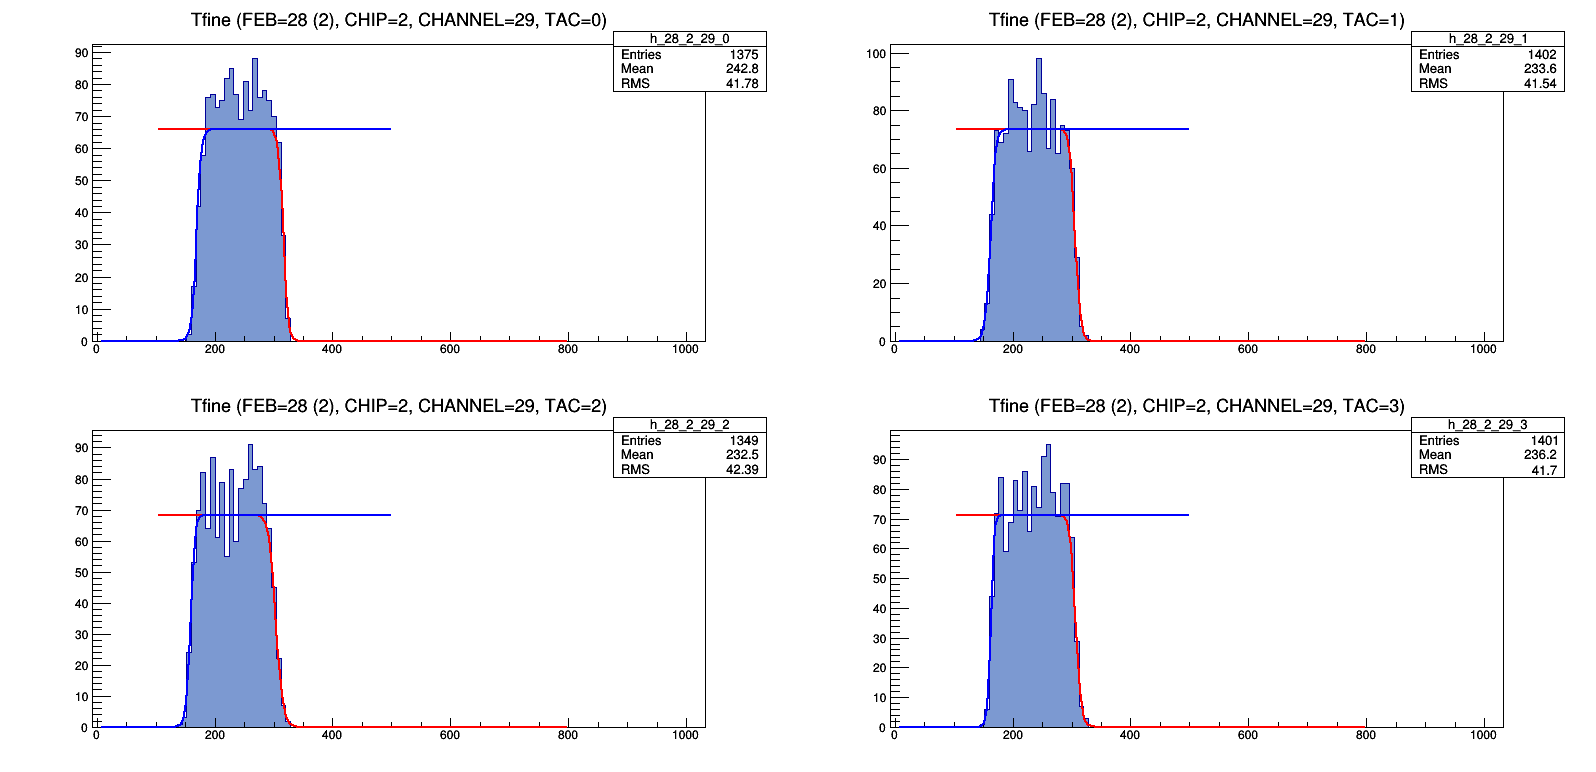 Tfine (FEB=28 (2), CHIP=2, CHANNEL=29, TAC=0)
h_28_2_29_0
Entries 1375
Mean 242.8
RMS 41.78
90
80
70
60
50
40
30
20
10
0
0 200 400 600 800 1000
Tfine (FEB=28 (2), CHIP=2, CHANNEL=29, TAC=1)
h_28_2_29_1
Entries 1402
Mean 233.6
RMS 41.54
100
80
60
40
20
0
0 200 400 600 800 1000
Tfine (FEB=28 (2), CHIP=2, CHANNEL=29, TAC=2)
h_28_2_29_2
Entries 1349
Mean 232.5
RMS 42.39
90
80
70
60
50
40
30
20
10
0
0 200 400 600 800 1000
Tfine (FEB=28 (2), CHIP=2, CHANNEL=29, TAC=3)
h_28_2_29_3
Entries 1401
Mean 236.2
RMS 41.7
90
80
70
60
50
40
30
20
10
0
0 200 400 600 800 1000